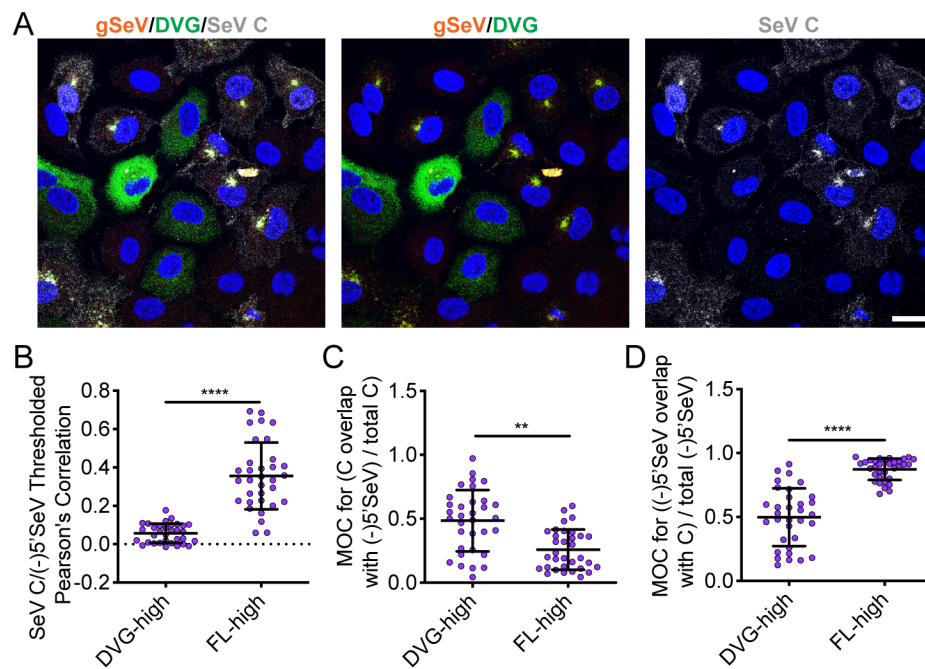 A
gSeV/DVG/SeV C
gSeV/DVG
SeV C
B
SeV C/(-)5'SeV Thresholded
Pearson's Correlation
0.8
0.6
0.4
0.2
0.0
-0.2
****
DVG-high
FL-high
C
MOC for (C overlap
with (-)5'SeV) / total C)
1.5
1.0
0.5
0.0
**
DVG-high
FL-high
D
MOC for ((-)5'SeV overlap
with C) / total (-)5'SeV)
1.5
1.0
0.5
0.0
****
DVG-high
FL-high